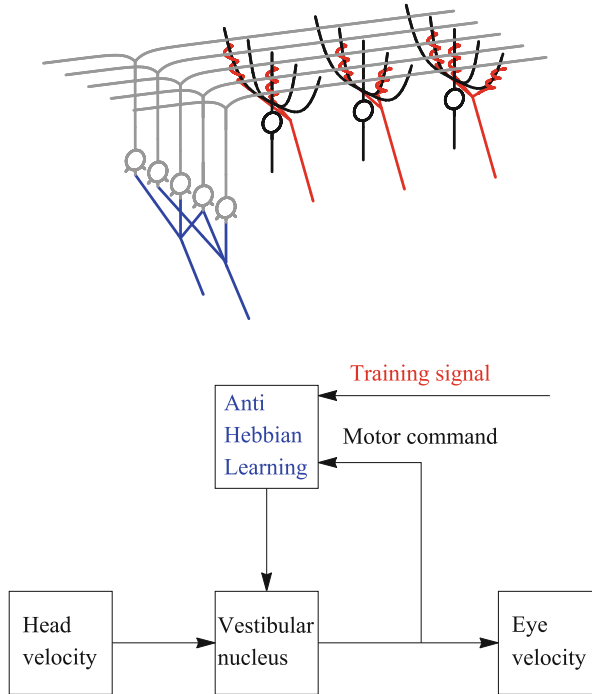 Training signal
Anti
Hebbian
Learning
Motor command
Head
velocity
Vestibular
nucleus
Eye
velocity